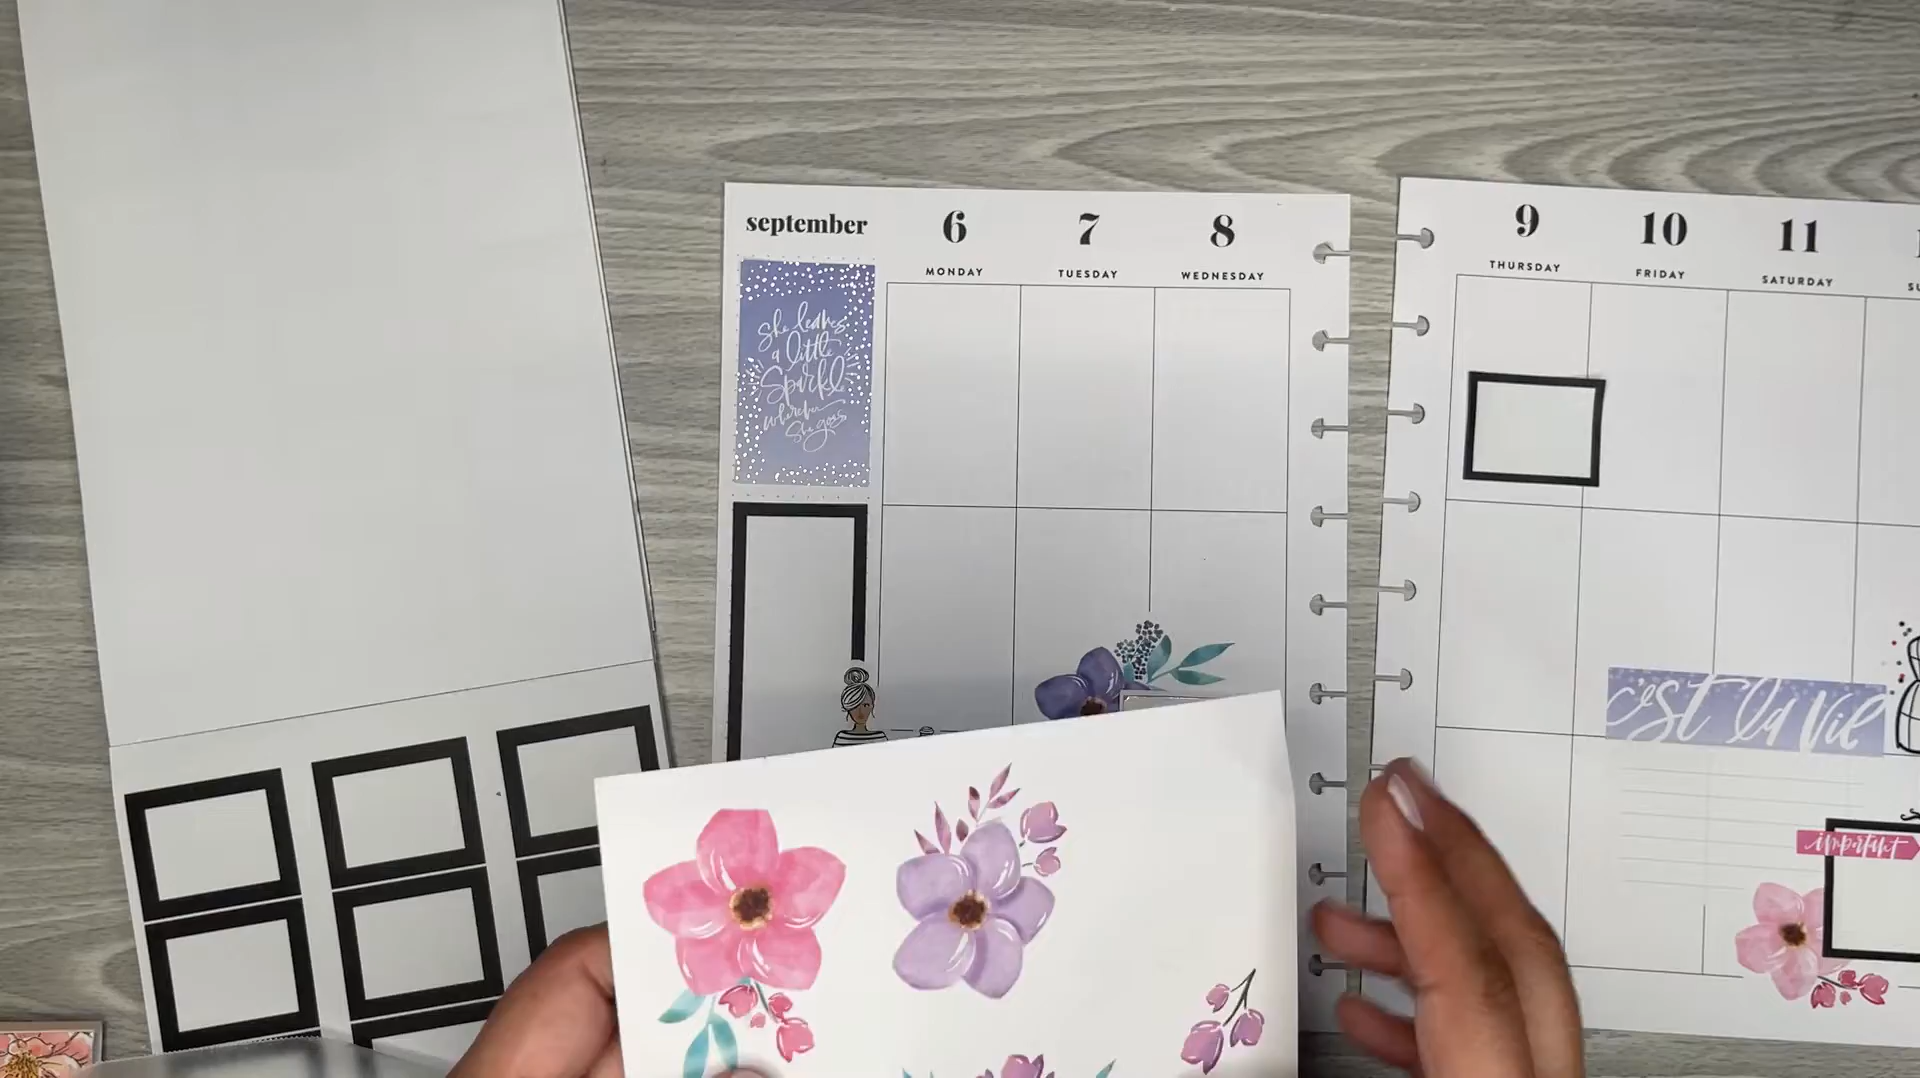 september
6
MONDAY
7
TUESDAY
8
WEDNESDAY
9
THURSDAY
10
FRIDAY
11
SATURDAY
she leaves
a little
Sparkle
wherever
She goes
c'est la vie
important